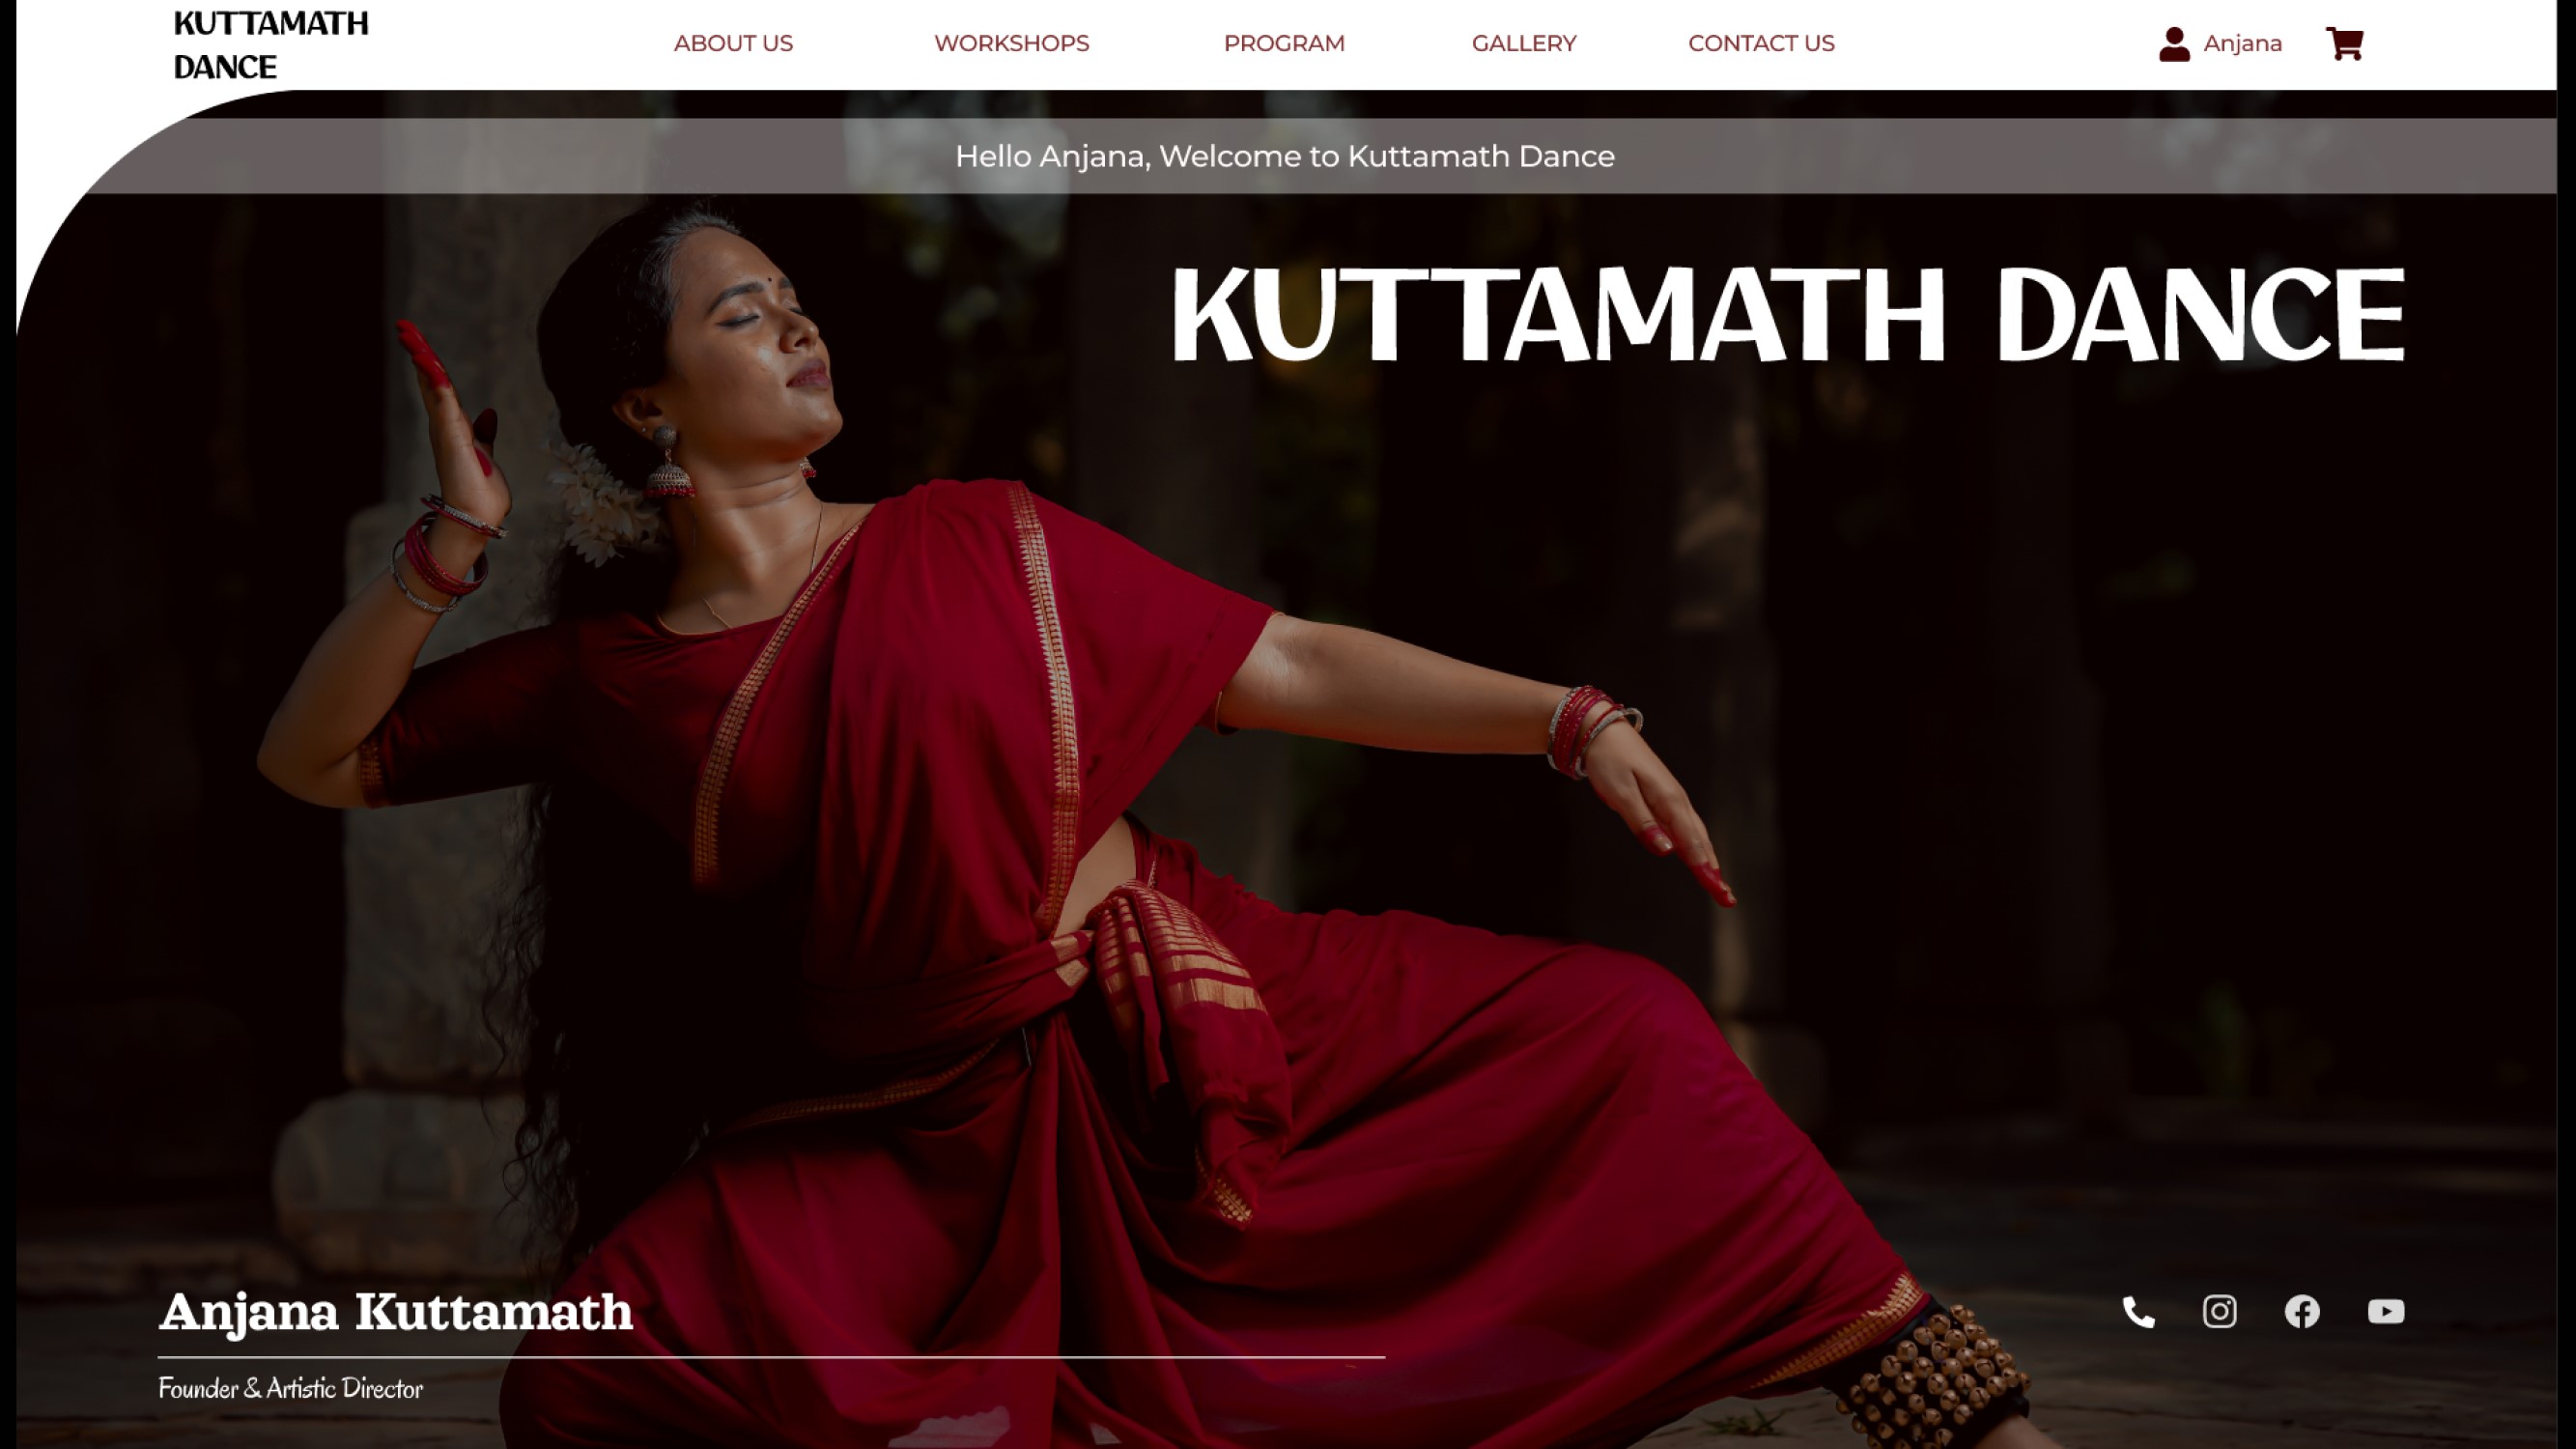 KUTTAMATH
DANCE
ABOUT US
WORKSHOPS
PROGRAM
GALLERY
CONTACT US
Anjana
Hello Anjana, Welcome to Kuttamath Dance
KUTTAMATH DANCE
Anjana Kuttamath
Founder & Artistic Director